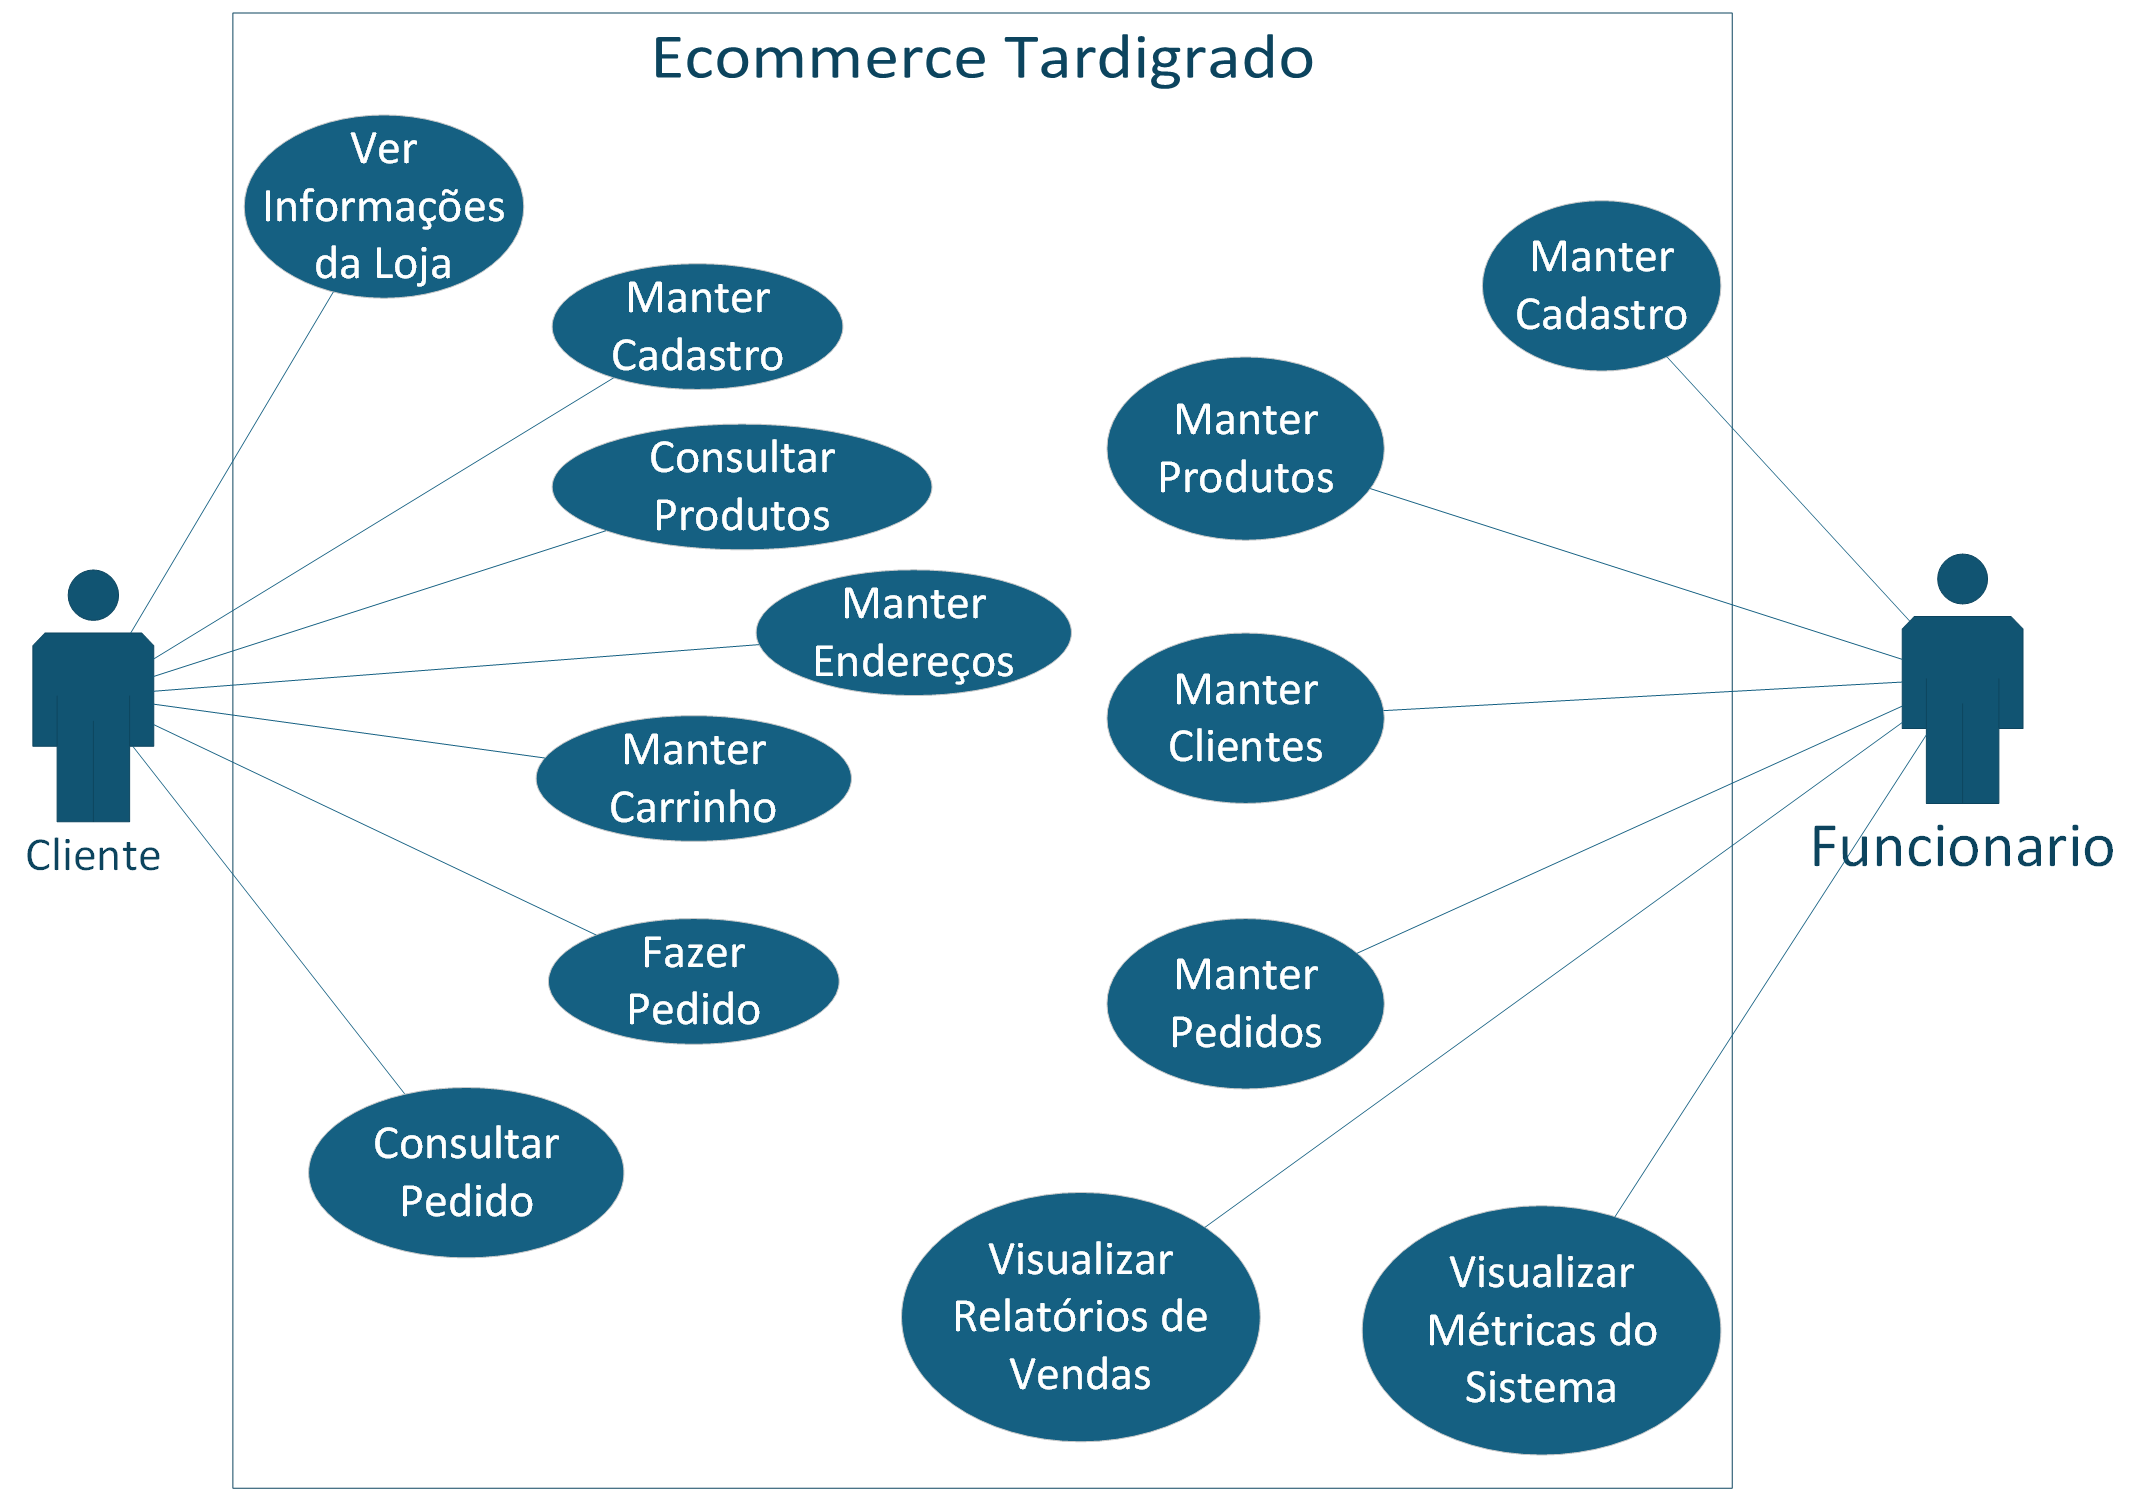 Ecommerce Tardigrado
Ver
Informações
da Loja
Manter
Cadastro
Consultar
Produtos
Manter
Endereços
Manter
Carrinho
Fazer
Pedido
Consultar
Pedido
Cliente
Manter
Cadastro
Manter
Produtos
Manter
Clientes
Manter
Pedidos
Visualizar
Relatórios de
Vendas
Visualizar
Métricas do
Sistema
Funcionario